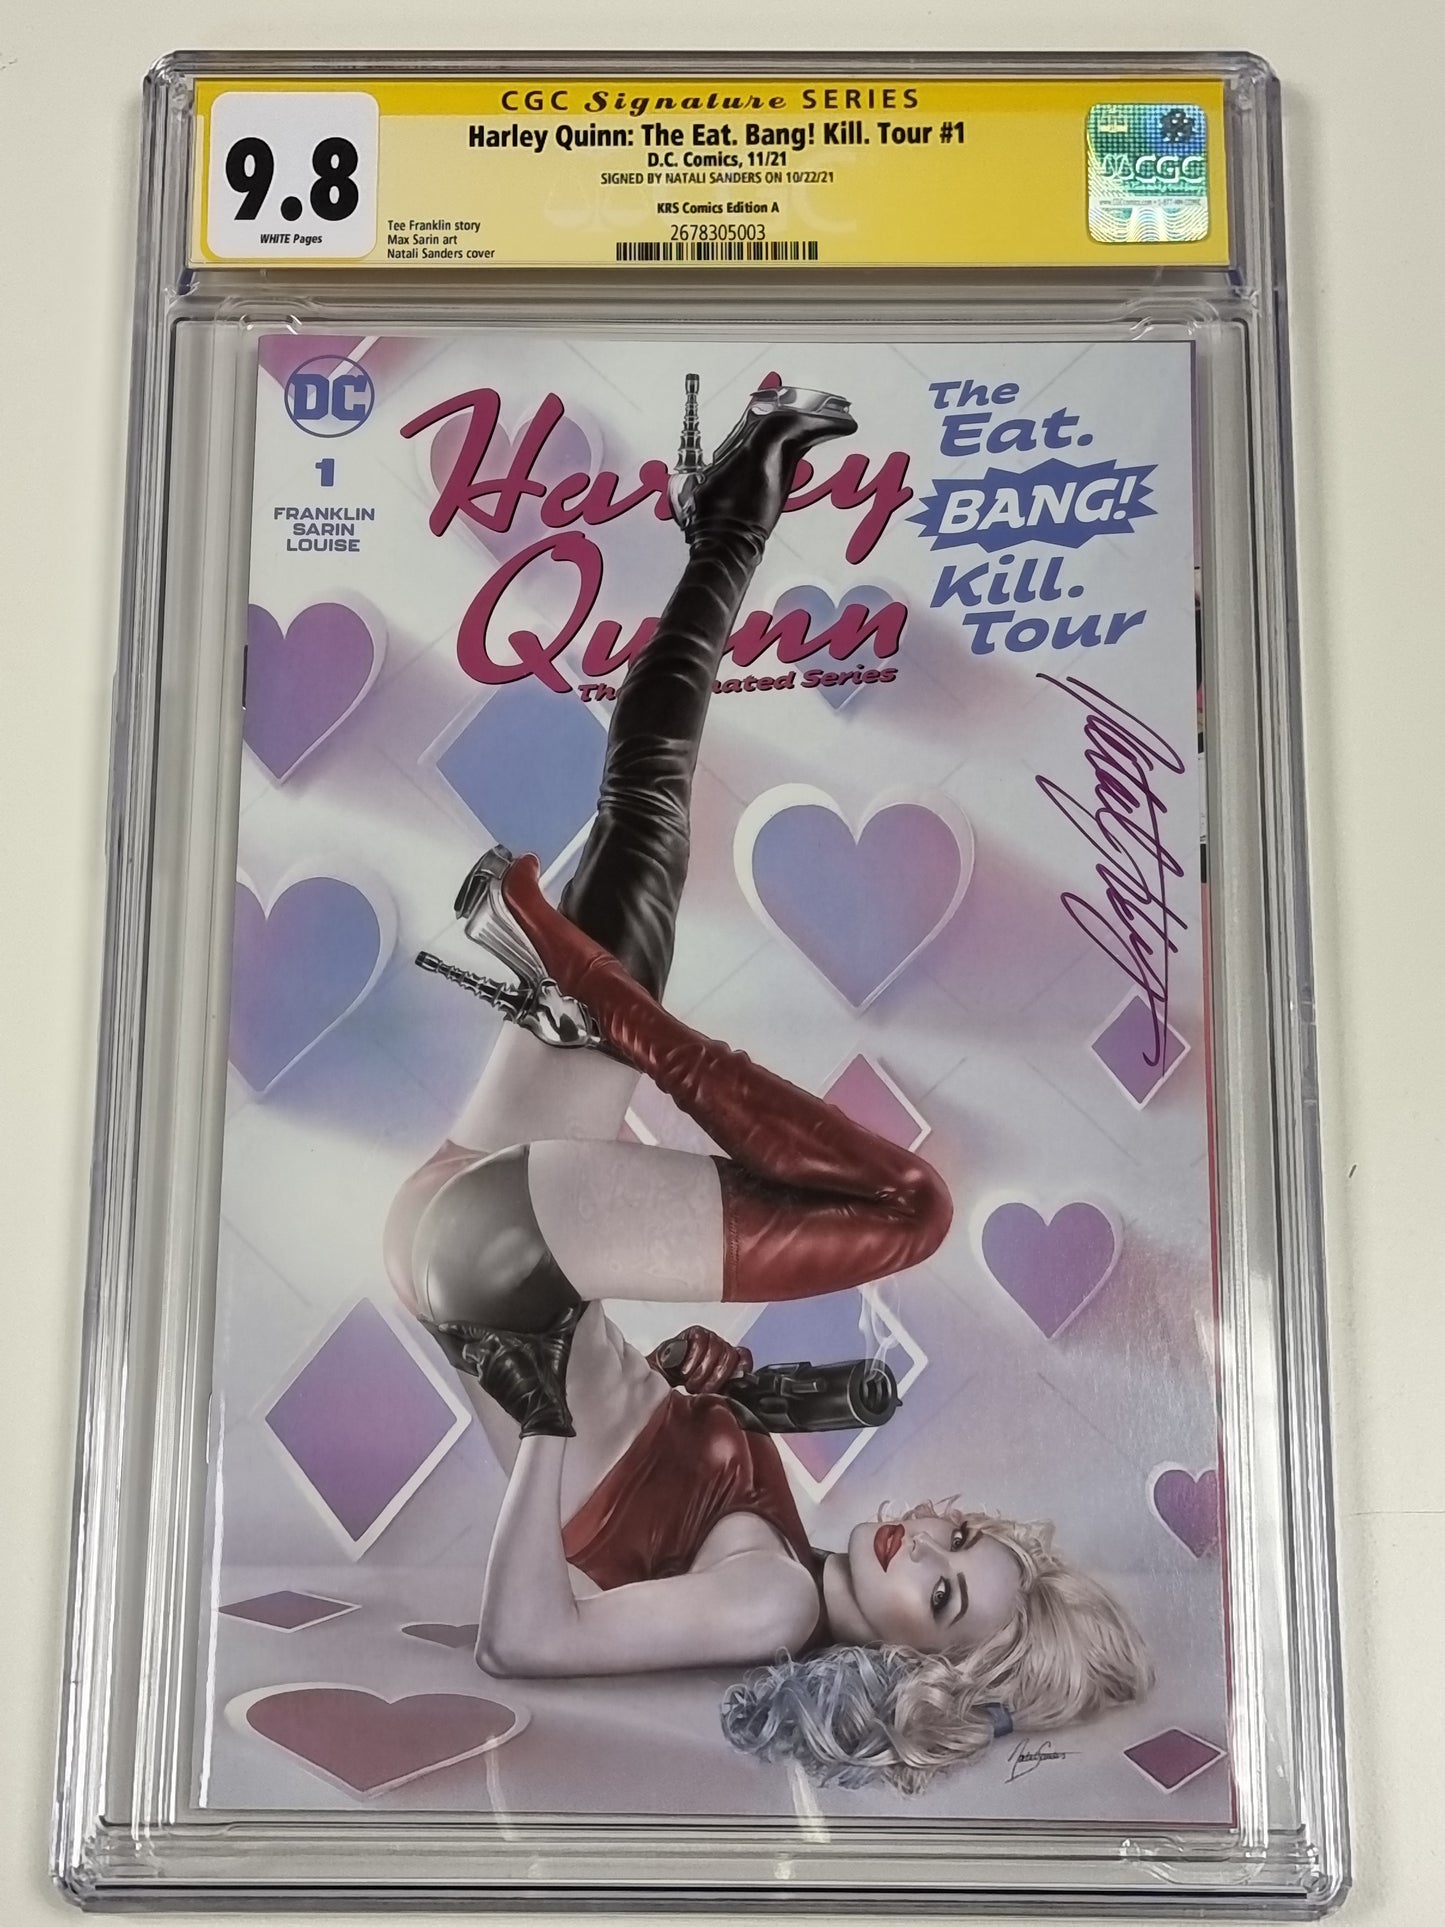 CGC Signature SERIES
Harley Quinn: The Eat. Bang! Kill. Tour #1
D.C. Comics, 11/21
SIGNED BY NATALI SANDERS ON 10/22/21
KRS Comics Edition A
2678305003
9.8
WHITE Pages
Tee Franklin story
Max Sarin art
Natali Sanders cover
CGC
DC
1
FRANKLIN
SARIN
LOUISE
Harley
Quinn
The Animated Series
The
Eat.
BANG!
Kill.
Tour